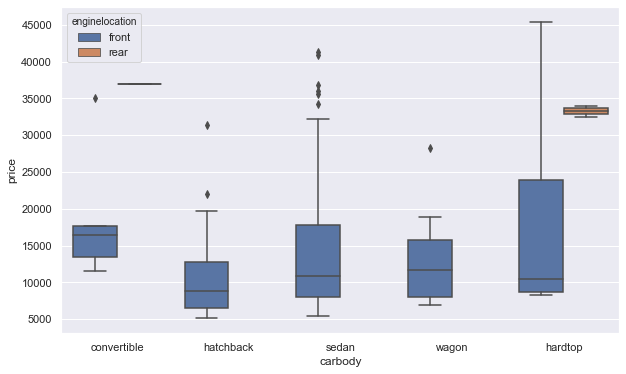 enginelocation
front
rear
45000
40000
35000
30000
25000
20000
15000
10000
5000
price
convertible hatchback sedan wagon hardtop
carbody